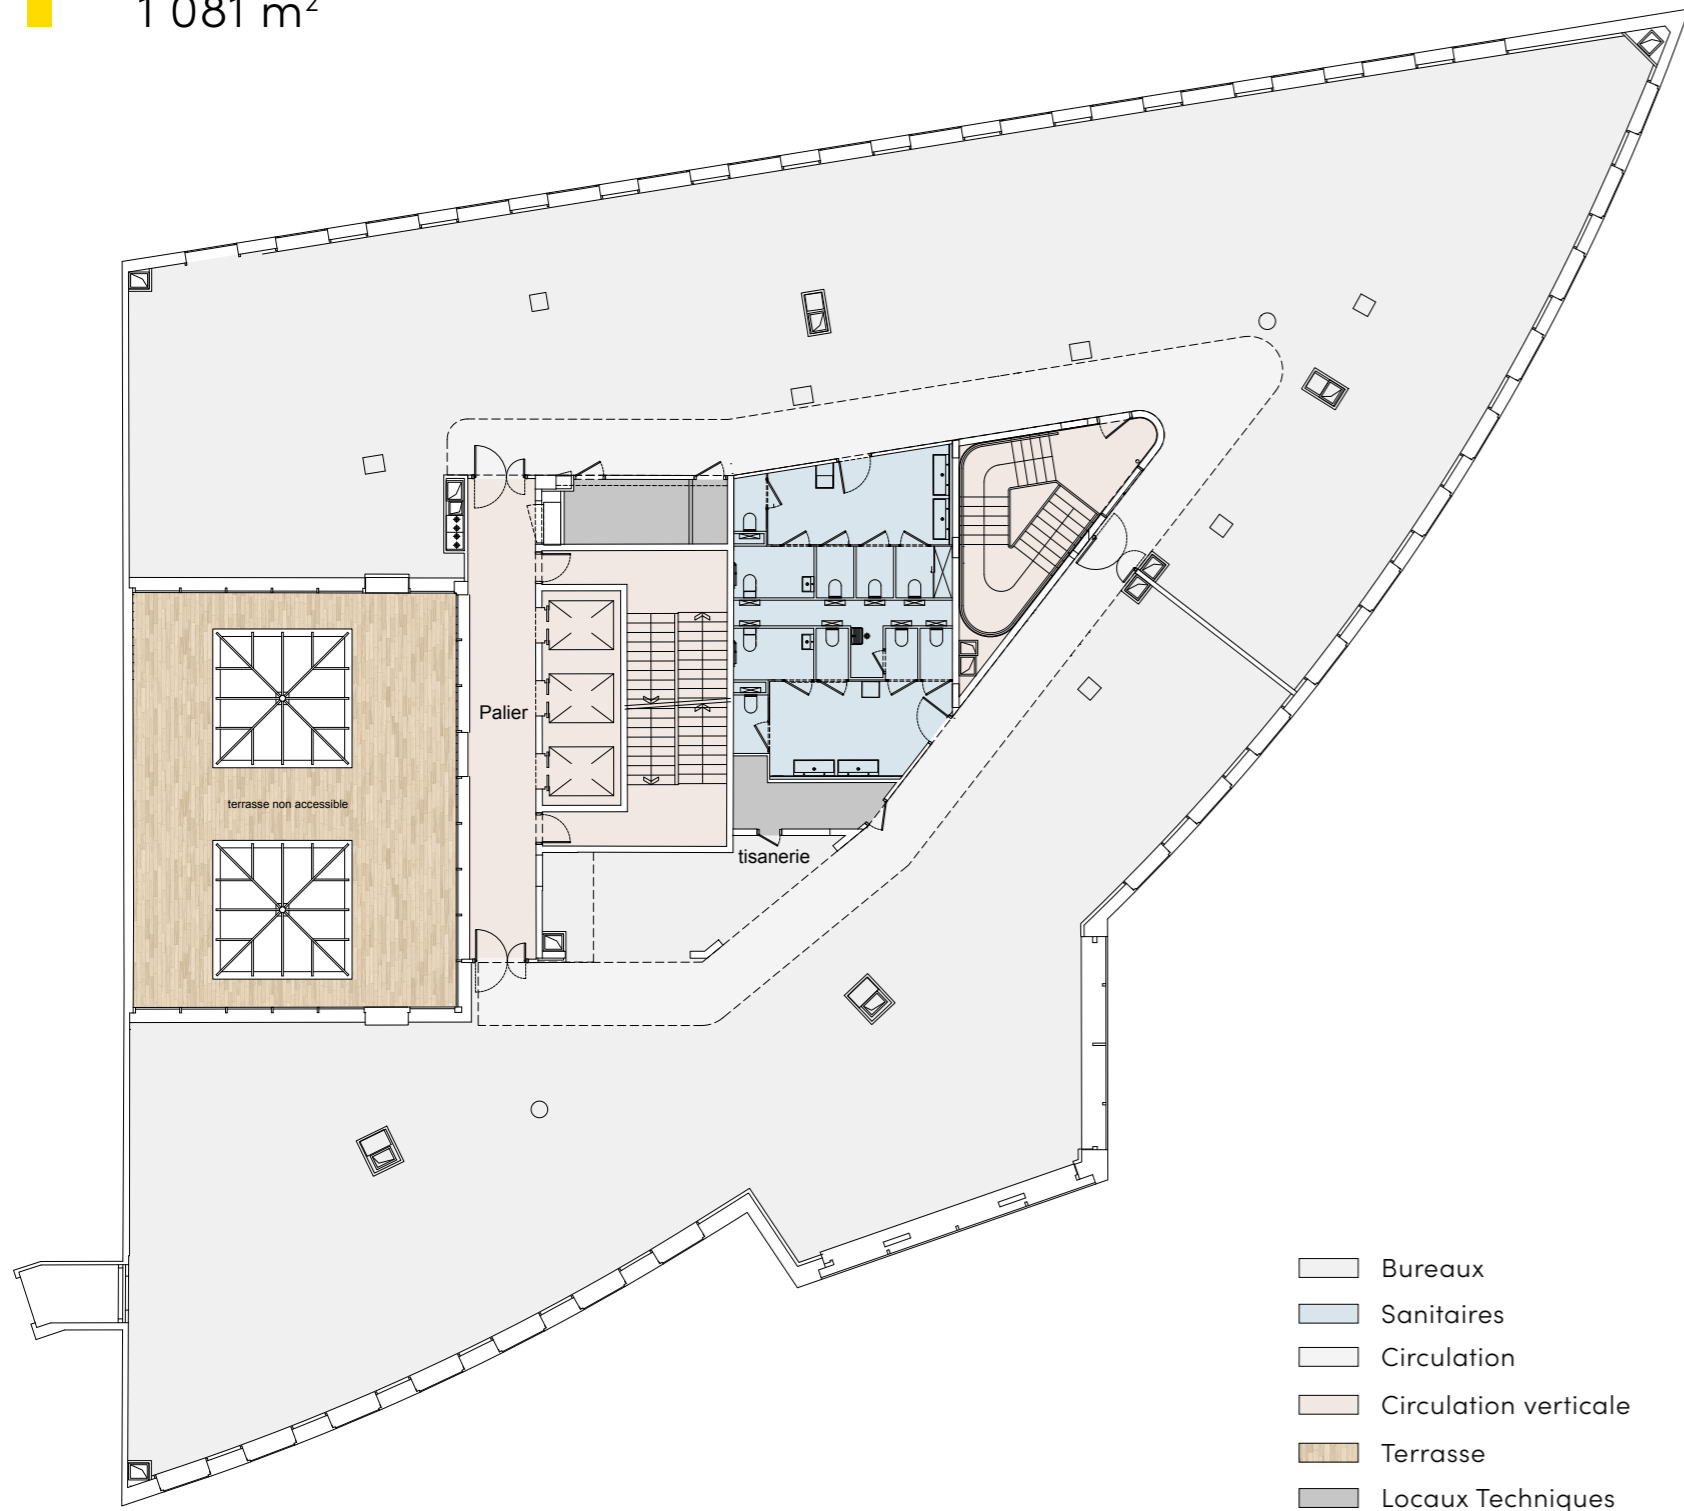 1 081 m²
Palier
terrasse non accessible
tisanerie
Bureaux
Sanitaires
Circulation
Circulation verticale
Terrasse
Locaux Techniques